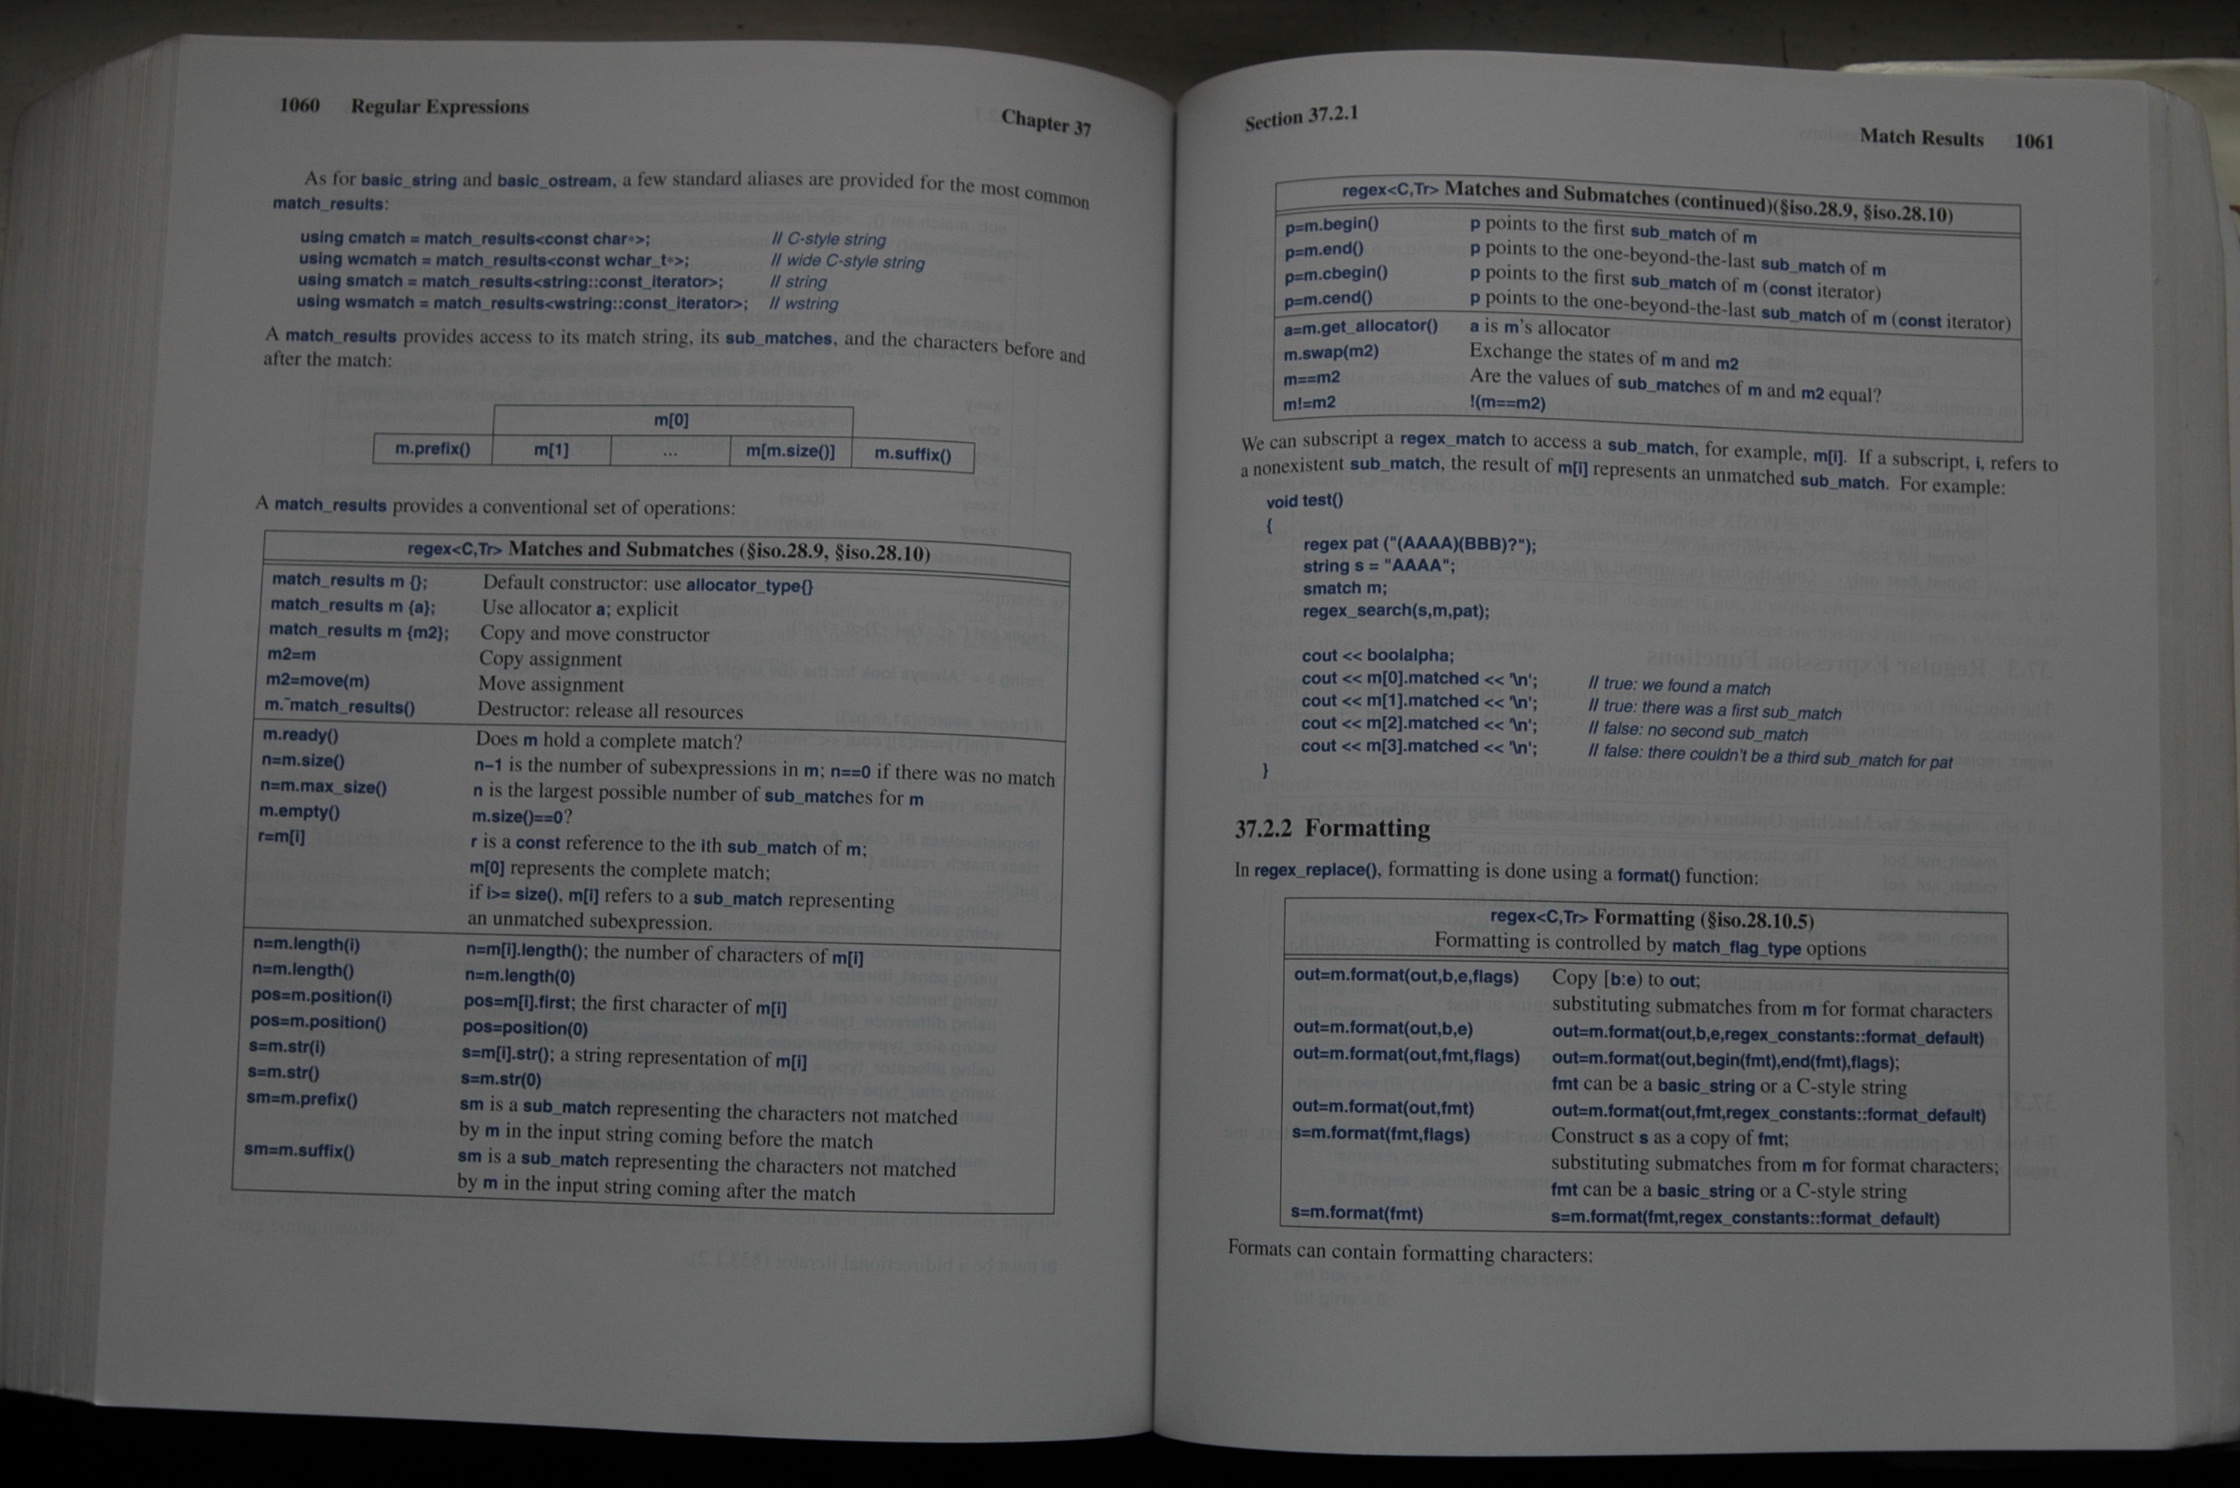 1060 Regular Expressions Chapter 37
As for basic_string and basic_ostream, a few standard aliases are provided for the most common
match_results:
using cmatch = match_results<const char*>; // C-style string
using wcmatch = match_results<const wchar_t*>; // wide C-style string
using smatch = match_results<string::const_iterator>; // string
using wsmatch = match_results<wstring::const_iterator>; // wstring
A match_results provides access to its match string, its sub_matches, and the characters before and
after the match:
m[0]
m.prefix() m[1] ... m[m.size()] m.suffix()
A match_results provides a conventional set of operations:
regex<C,Tr> Matches and Submatches (§iso.28.9, §iso.28.10)
match_results m {}; Default constructor: use allocator_type{}
match_results m {a}; Use allocator a; explicit
match_results m {m2}; Copy and move constructor
m2=m Copy assignment
m2=move(m) Move assignment
m.~match_results() Destructor: release all resources
m.ready() Does m hold a complete match?
n=m.size() n−1 is the number of subexpressions in m; n==0 if there was no match
n=m.max_size() n is the largest possible number of sub_matches for m
m.empty() m.size()==0?
r=m[i] r is a const reference to the ith sub_match of m;
m[0] represents the complete match;
if i>= size(), m[i] refers to a sub_match representing
an unmatched subexpression.
n=m.length(i) n=m[i].length(); the number of characters of m[i]
n=m.length() n=m.length(0)
pos=m.position(i) pos=m[i].first; the first character of m[i]
pos=m.position() pos=position(0)
s=m.str(i) s=m[i].str(); a string representation of m[i]
s=m.str() s=m.str(0)
sm=m.prefix() sm is a sub_match representing the characters not matched
by m in the input string coming before the match
sm=m.suffix() sm is a sub_match representing the characters not matched
by m in the input string coming after the match
Section 37.2.1 Match Results 1061
regex<C,Tr> Matches and Submatches (continued)(§iso.28.9, §iso.28.10)
p=m.begin() p points to the first sub_match of m
p=m.end() p points to the one-beyond-the-last sub_match of m
p=m.cbegin() p points to the first sub_match of m (const iterator)
p=m.cend() p points to the one-beyond-the-last sub_match of m (const iterator)
a=m.get_allocator() a is m's allocator
m.swap(m2) Exchange the states of m and m2
m==m2 Are the values of sub_matches of m and m2 equal?
m!=m2 !(m==m2)
We can subscript a regex_match to access a sub_match, for example, m[i]. If a subscript, i, refers to
a nonexistent sub_match, the result of m[i] represents an unmatched sub_match. For example:
void test()
{
regex pat ("(AAAA)(BBB)?");
string s = "AAAA";
smatch m;
regex_search(s,m,pat);
cout << boolalpha;
cout << m[0].matched << '\n'; // true: we found a match
cout << m[1].matched << '\n'; // true: there was a first sub_match
cout << m[2].matched << '\n'; // false: no second sub_match
cout << m[3].matched << '\n'; // false: there couldn't be a third sub_match for pat
}
37.2.2 Formatting
In regex_replace(), formatting is done using a format() function:
regex<C,Tr> Formatting (§iso.28.10.5)
Formatting is controlled by match_flag_type options
out=m.format(out,b,e,flags) Copy [b:e) to out;
substituting submatches from m for format characters
out=m.format(out,b,e) out=m.format(out,b,e,regex_constants::format_default)
out=m.format(out,fmt,flags) out=m.format(out,begin(fmt),end(fmt),flags);
fmt can be a basic_string or a C-style string
out=m.format(out,fmt) out=m.format(out,fmt,regex_constants::format_default)
s=m.format(fmt,flags) Construct s as a copy of fmt;
substituting submatches from m for format characters;
fmt can be a basic_string or a C-style string
s=m.format(fmt) s=m.format(fmt,regex_constants::format_default)
Formats can contain formatting characters: